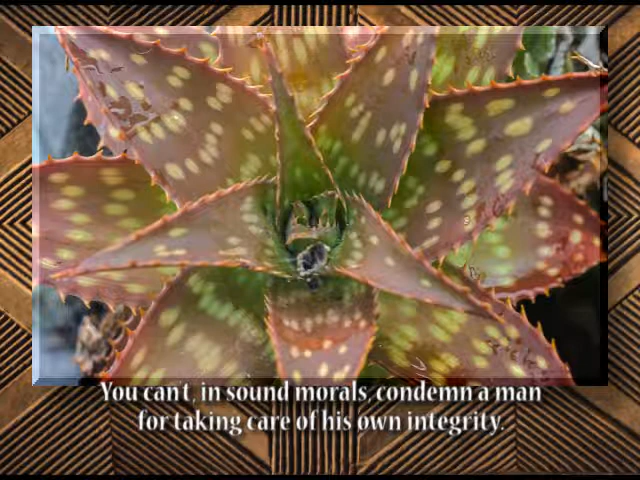 You can't, in sound morals, condemn a man
for taking care of his own integrity.